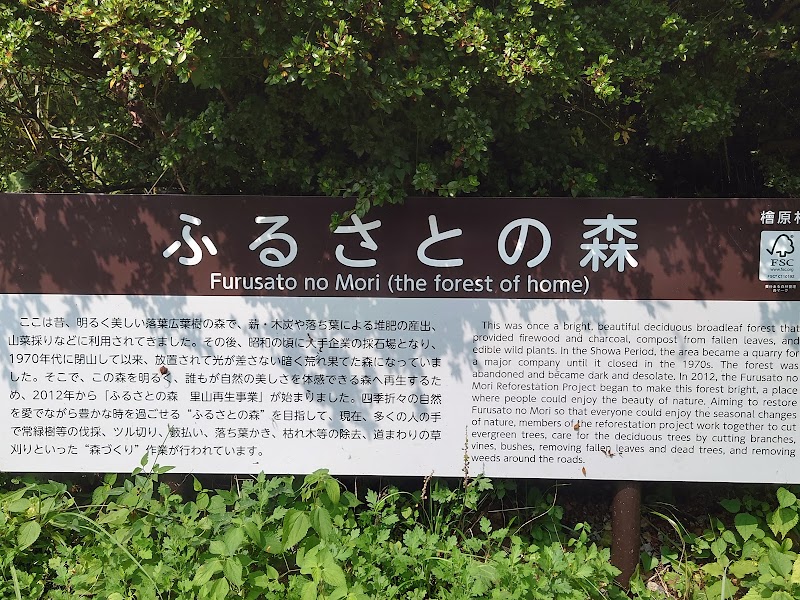 ふるさとの森
Furusato no Mori (the forest of home)
檜原村
FSC
www.fsc.org
ここは昔、明るく美しい落葉広葉樹の森で、薪・木炭や落ち葉による堆肥の産出、
山菜採りなどに利用されてきました。その後、昭和の頃に大手企業の採石場となり、
1970年代に閉山して以来、放置されて光が差さない暗く荒れ果てた森になっていま
した。そこで、この森を明るく、誰もが自然の美しさを体感できる森へ再生するた
め、2012年から「ふるさとの森　里山再生事業」が始まりました。四季折々の自然
を愛でながら豊かな時を過ごせる“ふるさとの森”を目指して、現在、多くの人の手
で常緑樹等の伐採、ツル切り、藪払い、落ち葉かき、枯れ木等の除去、道まわりの草
刈りといった“森づくり”作業が行われています。
This was once a bright, beautiful deciduous broadleaf forest that
provided firewood and charcoal, compost from fallen leaves, and
edible wild plants. In the Showa Period, the area became a quarry for
a major company until it closed in the 1970s. The forest was
abandoned and became dark and desolate. In 2012, the Furusato no
Mori Reforestation Project began to make this forest bright, a place
where people could enjoy the beauty of nature. Aiming to restore
Furusato no Mori so that everyone could enjoy the seasonal changes
of nature, members of the reforestation project work together to cut
evergreen trees, care for the deciduous trees by cutting branches,
vines, bushes, removing fallen leaves and dead trees, and removing
weeds around the roads.